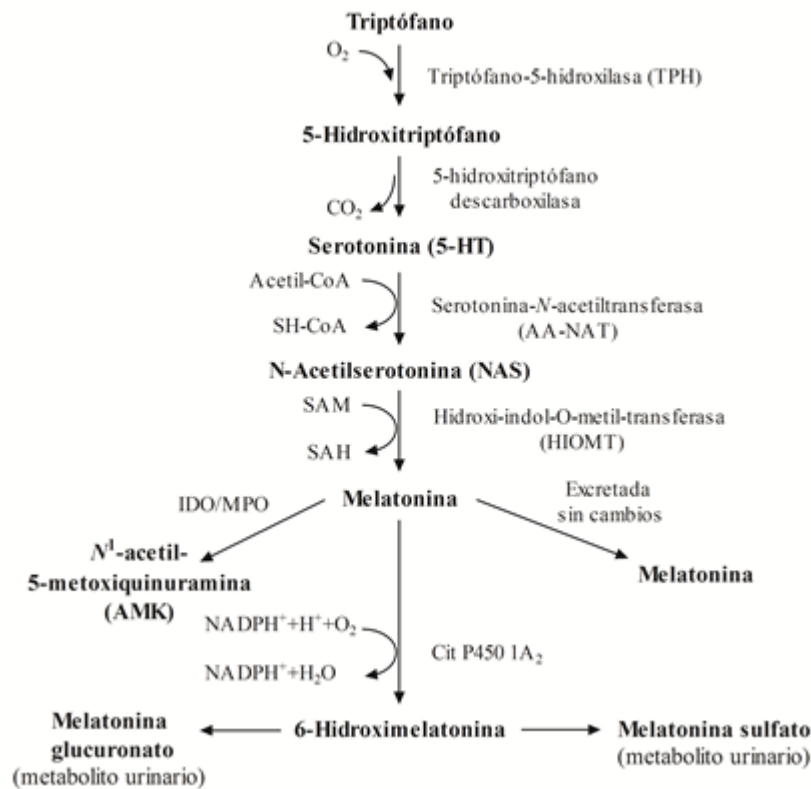 Triptófano
O₂
Triptófano-5-hidroxilasa (TPH)
5-Hidroxitriptófano
5-hidroxitriptófano
descarboxilasa
CO₂
Serotonina (5-HT)
Acetil-CoA
Serotonina-N-acetiltransferasa
(AA-NAT)
SH-CoA
N-Acetilserotonina (NAS)
SAM
Hidroxi-indol-O-metil-transferasa
(HIOMT)
SAH
IDO/MPO
Melatonina
Excretada
sin cambios
N¹-acetil-
5-metoxiquinuramina
(AMK)
Melatonina
NADPH⁺+H⁺+O₂
Cit P450 1A₂
NADPH⁺+H₂O
Melatonina
glucuronato
(metabolito urinario)
6-Hidroximelatonina
Melatonina sulfato
(metabolito urinario)